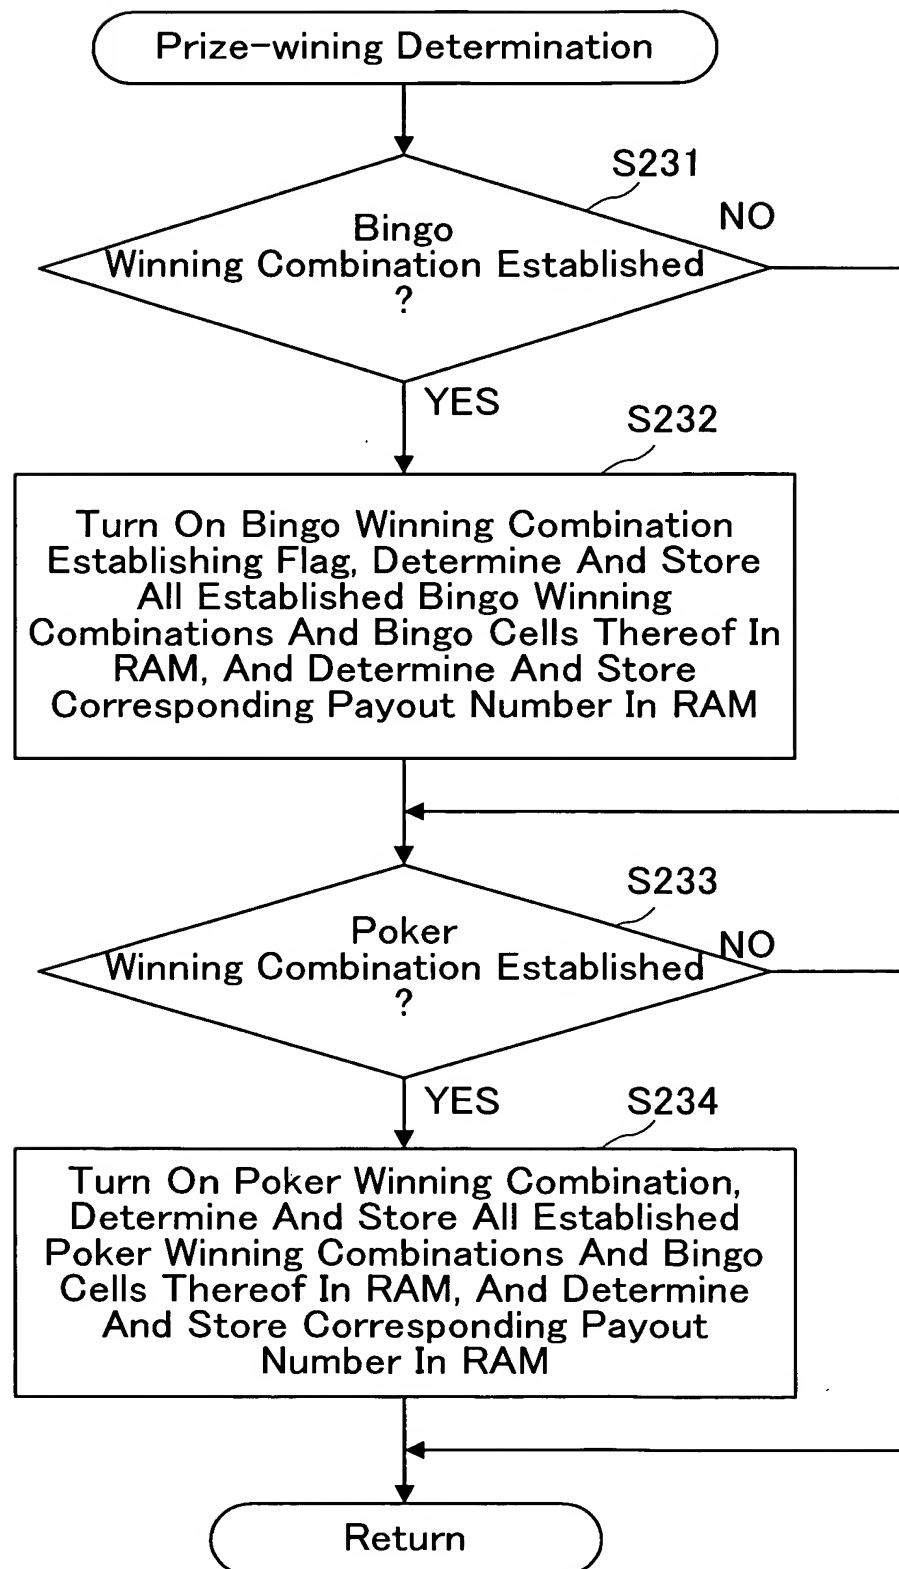 Prize-wining Determination
S231
NO
Bingo
Winning Combination Established
?
YES
S232
Turn On Bingo Winning Combination
Establishing Flag, Determine And Store
All Established Bingo Winning
Combinations And Bingo Cells Thereof In
RAM, And Determine And Store
Corresponding Payout Number In RAM
S233
NO
Poker
Winning Combination Established
?
YES
S234
Turn On Poker Winning Combination,
Determine And Store All Established
Poker Winning Combinations And Bingo
Cells Thereof In RAM, And Determine
And Store Corresponding Payout
Number In RAM
Return